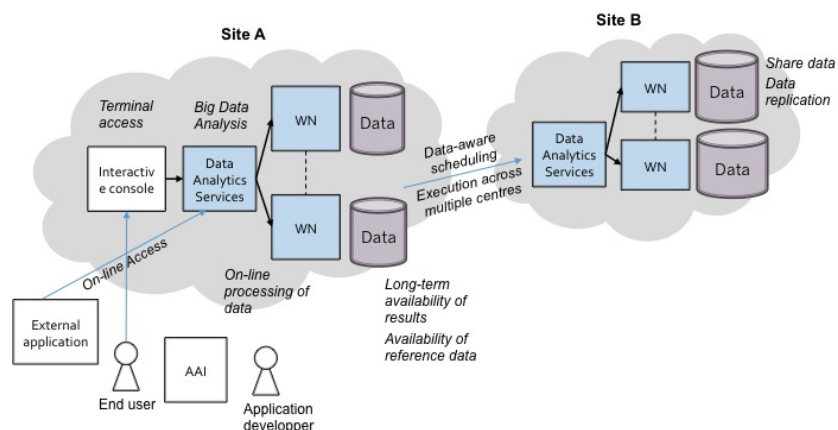 Site A
Site B
Terminal
access
Big Data
Analysis
WN
Data
Interactiv
e console
Data
Analytics
Services
WN
Data
On-line Access
On-line
processing of
data
Data-aware
scheduling
Execution across
multiple centres
Data
Analytics
Services
WN
Data
WN
Data
Share data
Data
replication
Long-term
availability of
results
Availability of
reference data
External
application
End user
AAI
Application
developper